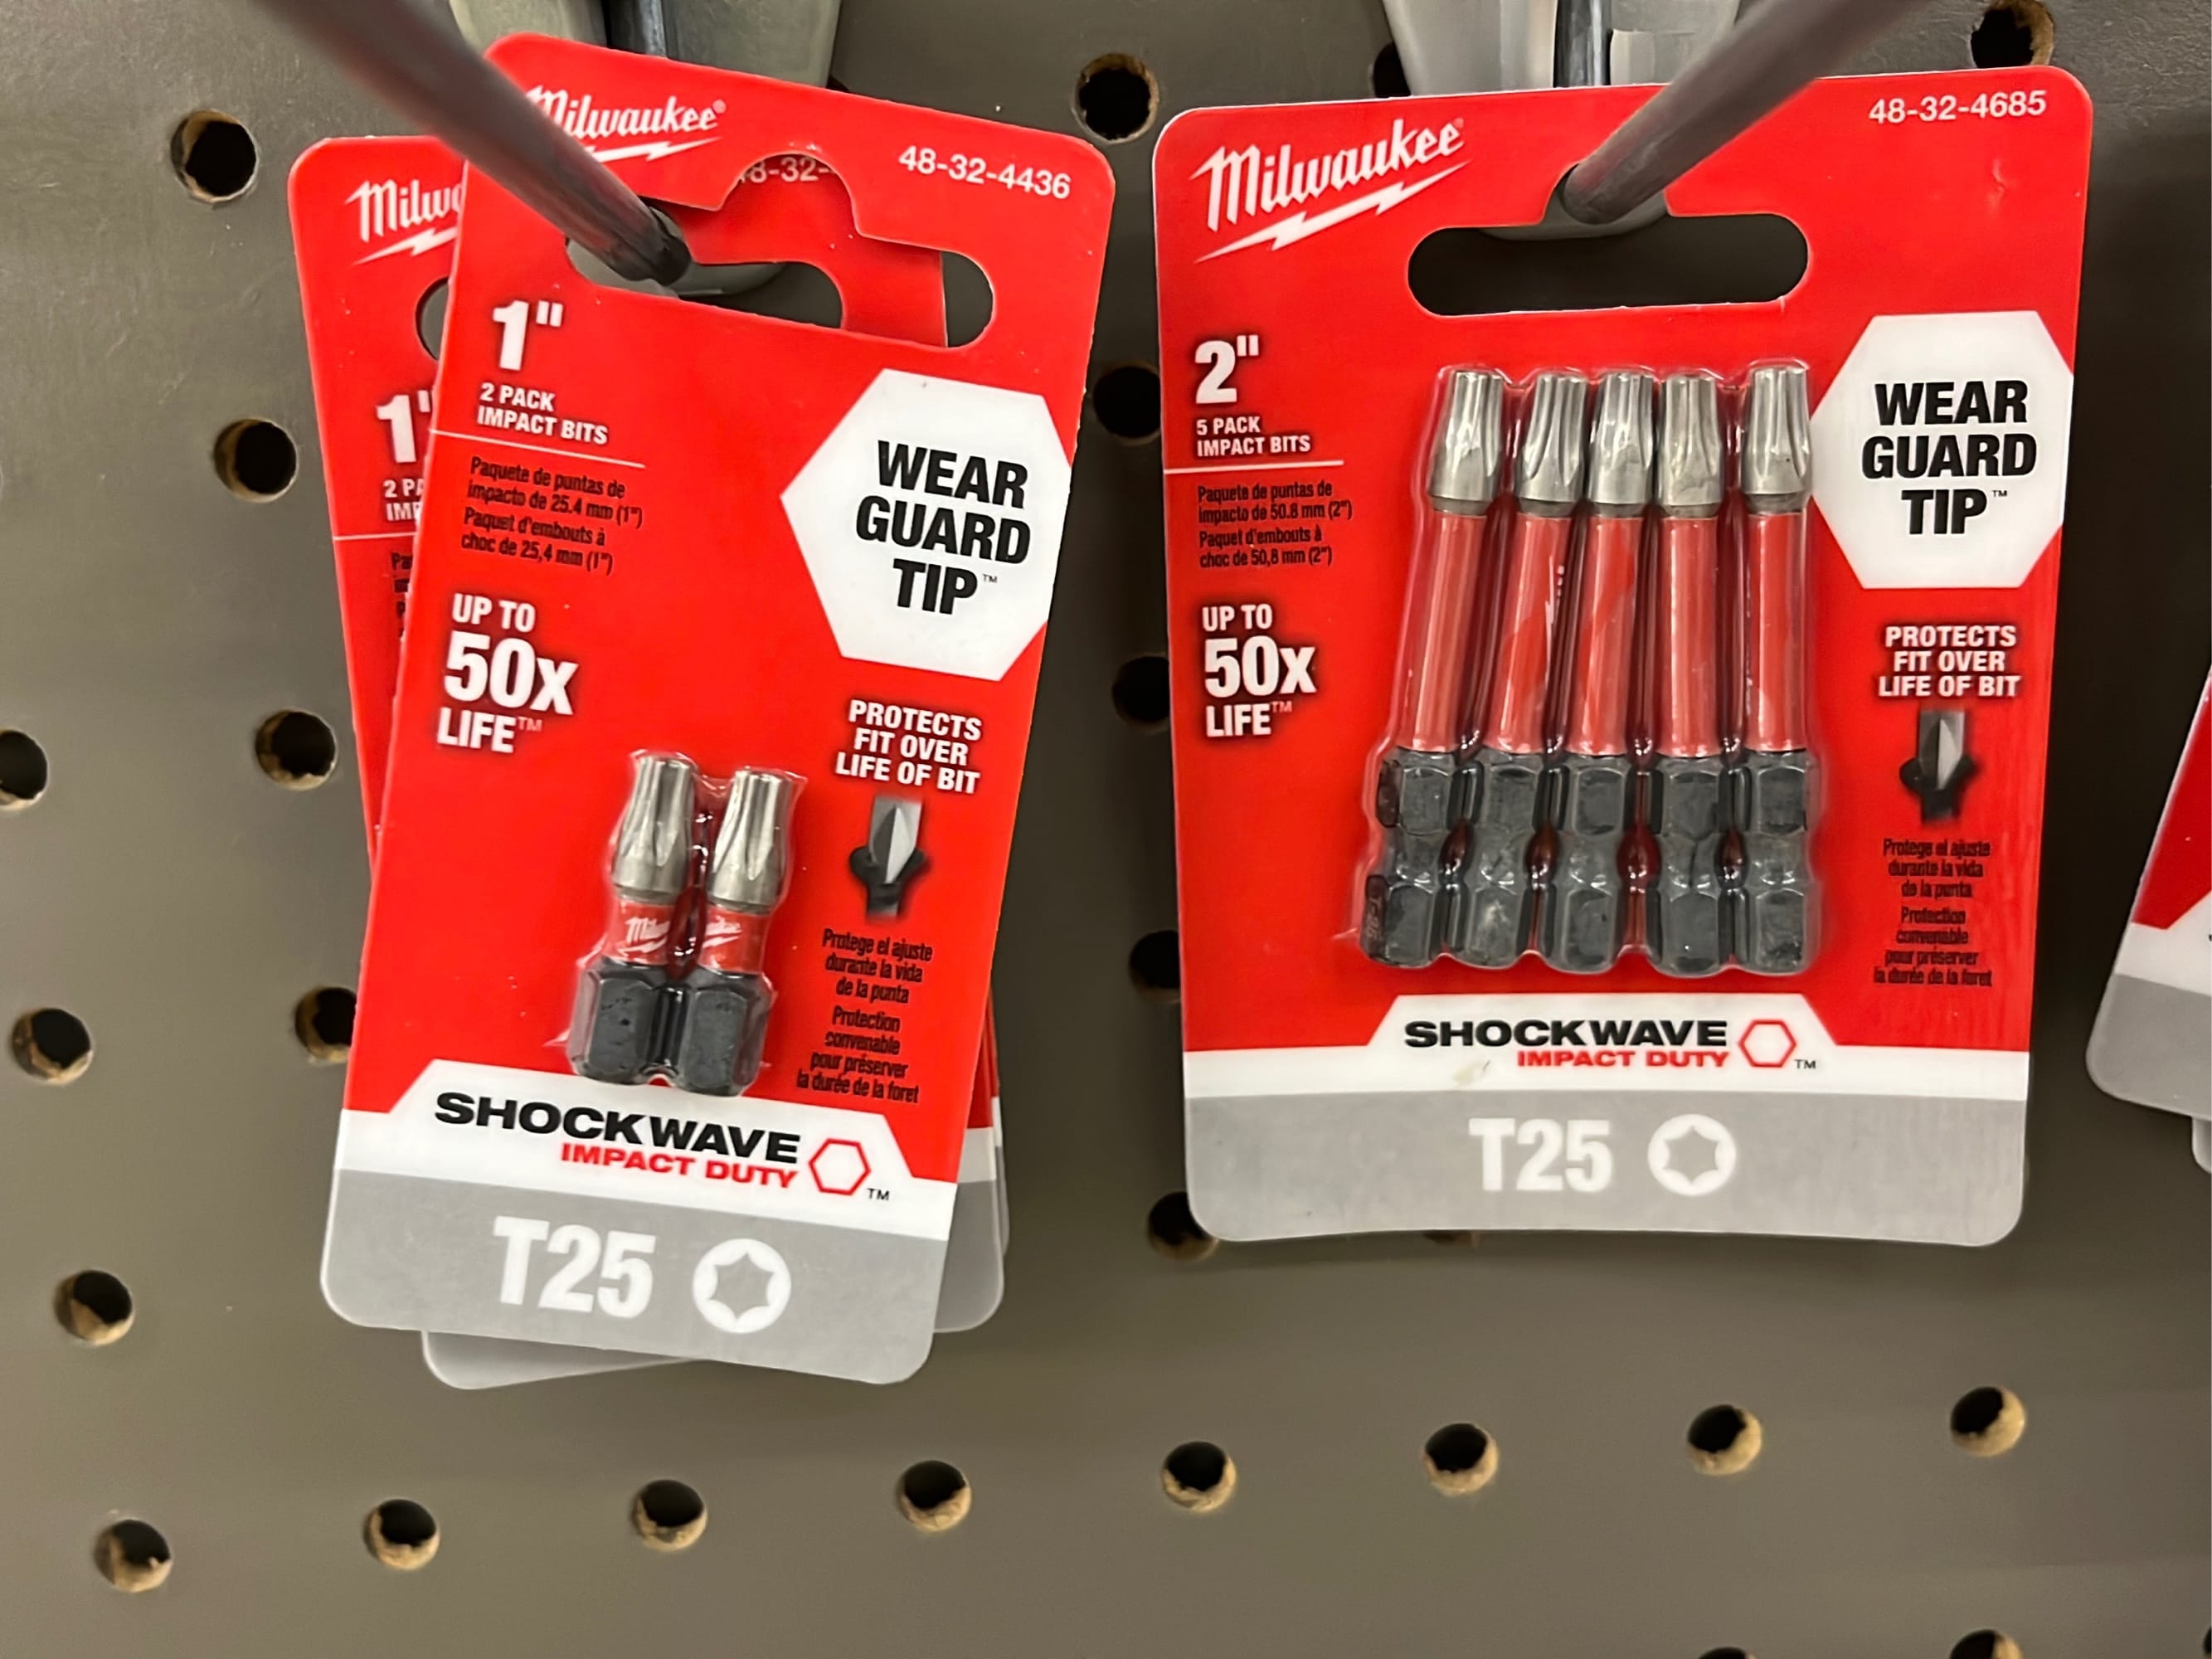 Milwaukee®
48-32-4436
1"
2 PACK
IMPACT BITS
Paquete de puntas de
impacto de 25.4 mm (1")
Paquet d'embouts à
choc de 25,4 mm (1")
WEAR
GUARD
TIP™
UP TO
50x
LIFE™
PROTECTS
FIT OVER
LIFE OF BIT
Protege el ajuste
durante la vida
de la punta
Protection
convenable
pour préserver
la durée de la foret
SHOCKWAVE
IMPACT DUTY ™
T25
1"
Milwaukee®
48-32-4685
2"
5 PACK
IMPACT BITS
Paquete de puntas de
impacto de 50.8 mm (2")
Paquet d'embouts à
choc de 50,8 mm (2")
WEAR
GUARD
TIP™
UP TO
50x
LIFE™
PROTECTS
FIT OVER
LIFE OF BIT
Protege el ajuste
durante la vida
de la punta
Protection
convenable
pour préserver
la durée de la foret
SHOCKWAVE
IMPACT DUTY ™
T25